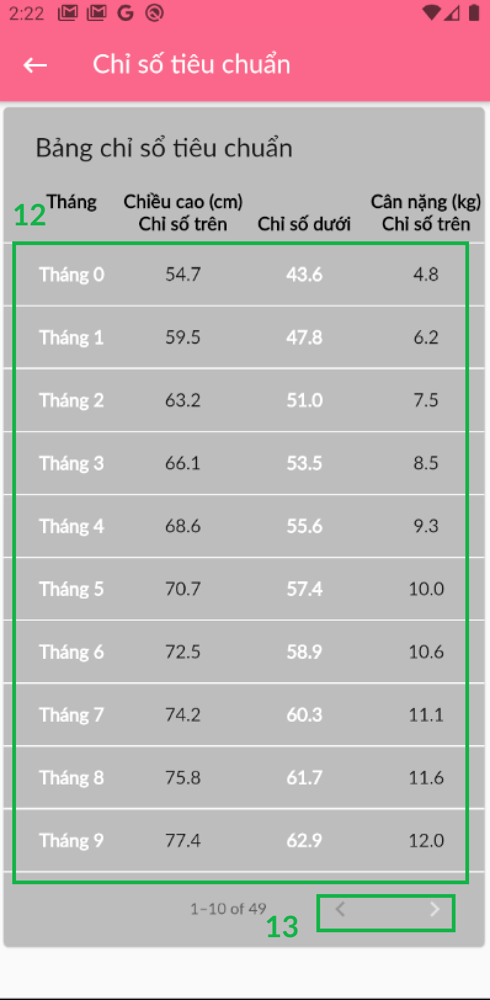 2:22
Chỉ số tiêu chuẩn
Bảng chỉ sổ tiêu chuẩn
12
Tháng Chiều cao (cm) Cân nặng (kg)
Chỉ số trên Chỉ số dưới Chỉ số trên
Tháng 0 54.7 43.6 4.8
Tháng 1 59.5 47.8 6.2
Tháng 2 63.2 51.0 7.5
Tháng 3 66.1 53.5 8.5
Tháng 4 68.6 55.6 9.3
Tháng 5 70.7 57.4 10.0
Tháng 6 72.5 58.9 10.6
Tháng 7 74.2 60.3 11.1
Tháng 8 75.8 61.7 11.6
Tháng 9 77.4 62.9 12.0
1–10 of 49
13